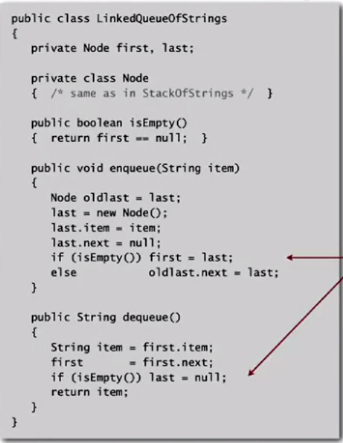 public class LinkedQueueOfStrings
{
   private Node first, last;

   private class Node
   {  /* same as in StackOfStrings */  }

   public boolean isEmpty()
   {  return first == null;  }

   public void enqueue(String item)
   {
      Node oldlast = last;
      last = new Node();
      last.item = item;
      last.next = null;
      if (isEmpty()) first = last;
      else           oldlast.next = last;
   }

   public String dequeue()
   {
      String item = first.item;
      first       = first.next;
      if (isEmpty()) last = null;
      return item;
   }
}